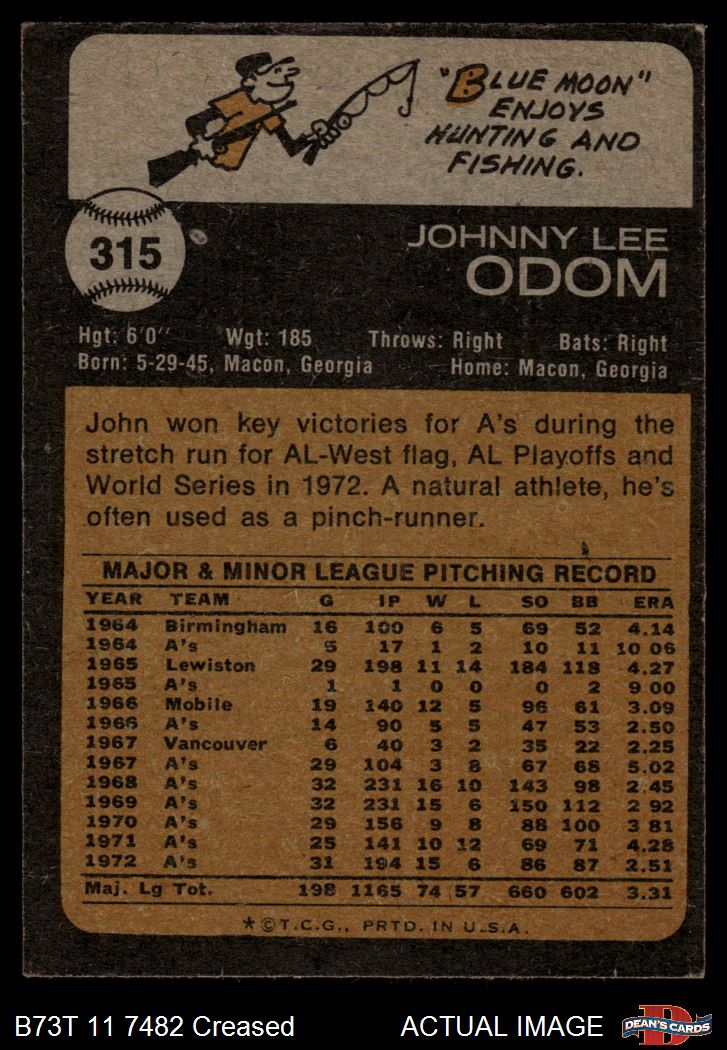 "BLUE MOON"
ENJOYS
HUNTING AND
FISHING.
315
JOHNNY LEE
ODOM
Hgt: 6'0" Wgt: 185 Throws: Right Bats: Right
Born: 5-29-45, Macon, Georgia Home: Macon, Georgia
John won key victories for A's during the
stretch run for AL-West flag, AL Playoffs and
World Series in 1972. A natural athlete, he's
often used as a pinch-runner.
MAJOR & MINOR LEAGUE PITCHING RECORD
YEAR TEAM G IP W L SO BB ERA
1964 Birmingham 16 100 6 5 69 52 4.14
1964 A's 5 17 1 2 10 11 10 06
1965 Lewiston 29 198 11 14 184 118 4.27
1965 A's 1 1 0 0 0 2 9.00
1966 Mobile 19 140 12 5 96 61 3.09
1966 A's 14 90 5 5 47 53 2.50
1967 Vancouver 6 40 3 2 35 22 2.25
1967 A's 29 104 3 8 67 68 5.02
1968 A's 32 231 16 10 143 98 2.45
1969 A's 32 231 15 6 150 112 2 92
1970 A's 29 156 9 8 88 100 3 81
1971 A's 25 141 10 12 69 71 4.28
1972 A's 31 194 15 6 86 87 2.51
Maj. Lg Tot. 198 1165 74 57 660 602 3.31
*©T.C.G., PRTD. IN U.S.A.
B73T 11 7482 Creased ACTUAL IMAGE
D
DEAN'S CARDS